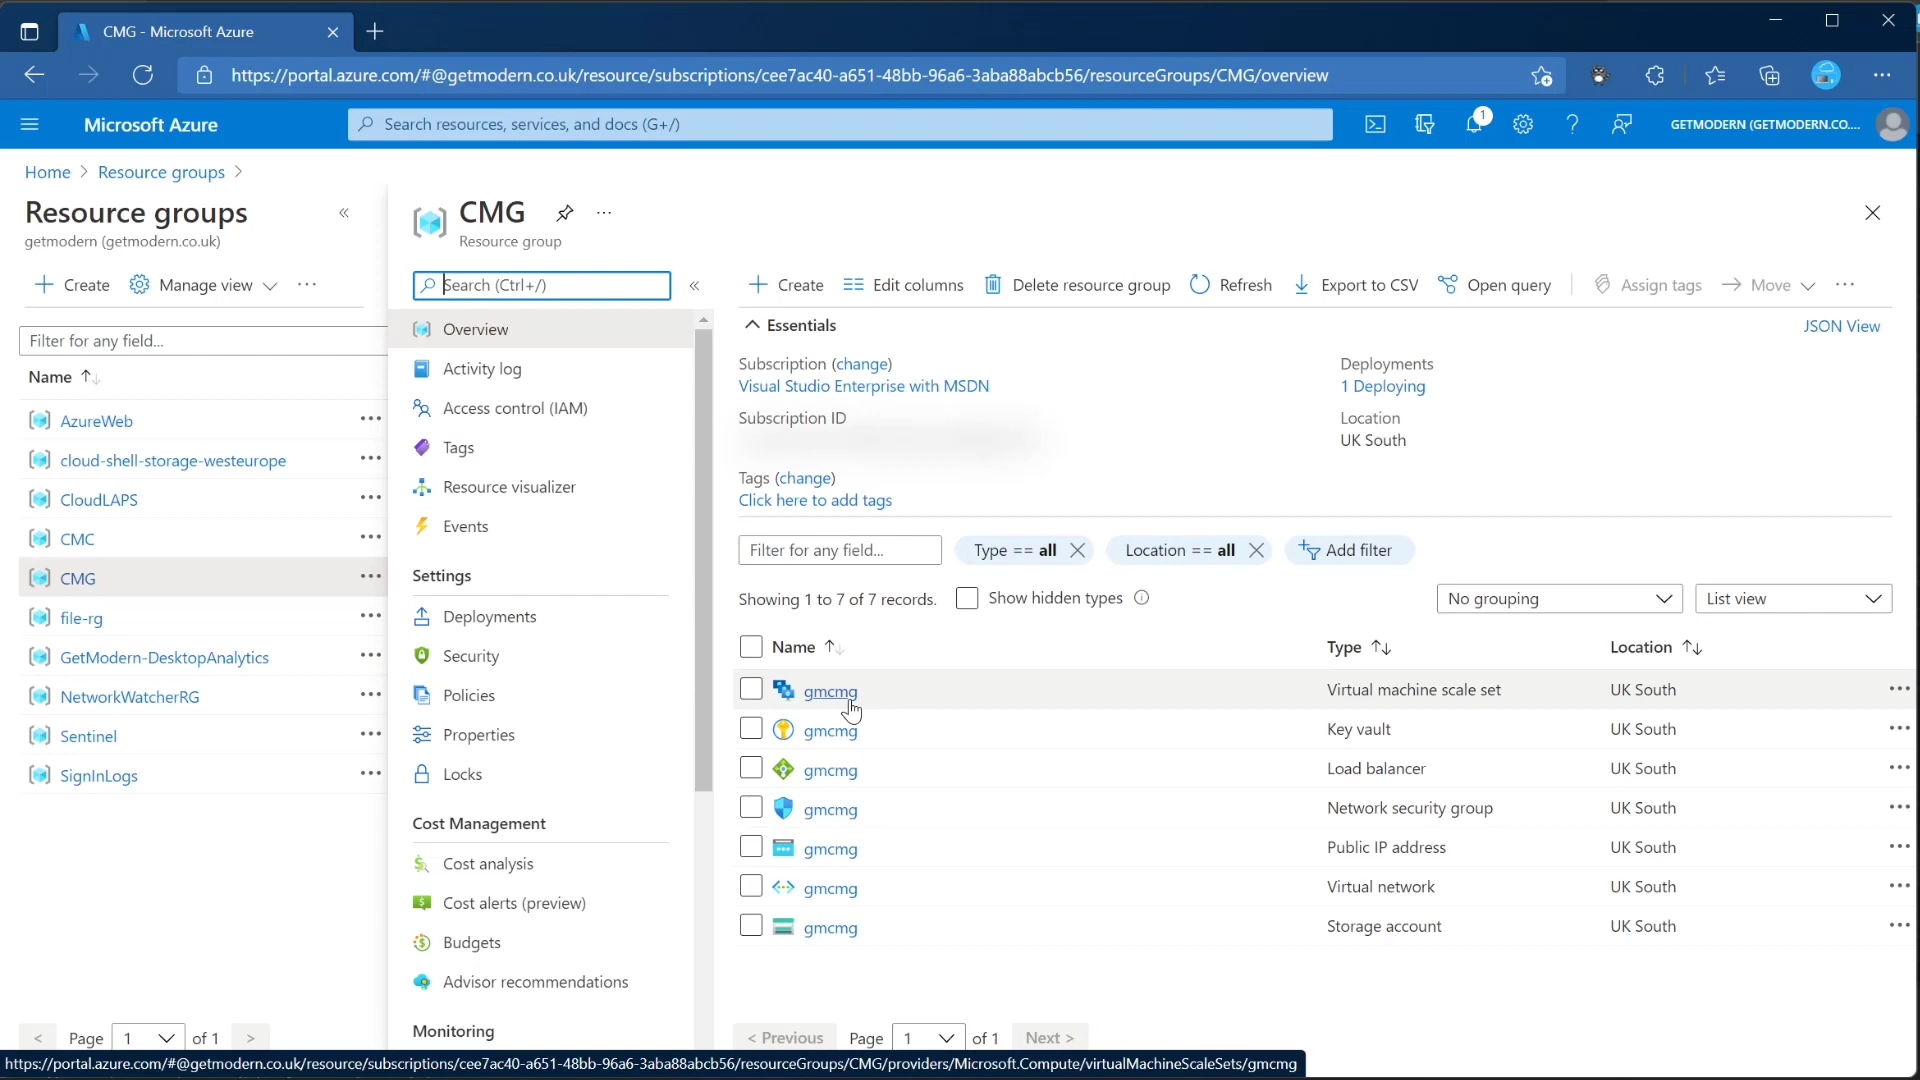 CMG - Microsoft Azure
https://portal.azure.com/#@getmodern.co.uk/resource/subscriptions/cee7ac40-a651-48bb-96a6-3aba88abcb56/resourceGroups/CMG/overview
Microsoft Azure
Search resources, services, and docs (G+/)
1
GETMODERN (GETMODERN.CO....
Home > Resource groups >
Resource groups
getmodern (getmodern.co.uk)
Create
Manage view
Filter for any field...
Name
AzureWeb
cloud-shell-storage-westeurope
CloudLAPS
CMC
CMG
file-rg
GetModern-DesktopAnalytics
NetworkWatcherRG
Sentinel
SignInLogs
< Page 1 of 1 >
CMG
Resource group
Search (Ctrl+/)
Overview
Activity log
Access control (IAM)
Tags
Resource visualizer
Events
Settings
Deployments
Security
Policies
Properties
Locks
Cost Management
Cost analysis
Cost alerts (preview)
Budgets
Advisor recommendations
Monitoring
Create
Edit columns
Delete resource group
Refresh
Export to CSV
Open query
Assign tags
Move
Essentials
JSON View
Subscription (change)
Visual Studio Enterprise with MSDN
Subscription ID
Deployments
1 Deploying
Location
UK South
Tags (change)
Click here to add tags
Filter for any field...
Type == all
Location == all
Add filter
Showing 1 to 7 of 7 records.
Show hidden types
No grouping
List view
Name Type Location
gmcmg Virtual machine scale set UK South
gmcmg Key vault UK South
gmcmg Load balancer UK South
gmcmg Network security group UK South
gmcmg Public IP address UK South
gmcmg Virtual network UK South
gmcmg Storage account UK South
< Previous Page 1 of 1 Next >
https://portal.azure.com/#@getmodern.co.uk/resource/subscriptions/cee7ac40-a651-48bb-96a6-3aba88abcb56/resourceGroups/CMG/providers/Microsoft.Compute/virtualMachineScaleSets/gmcmg